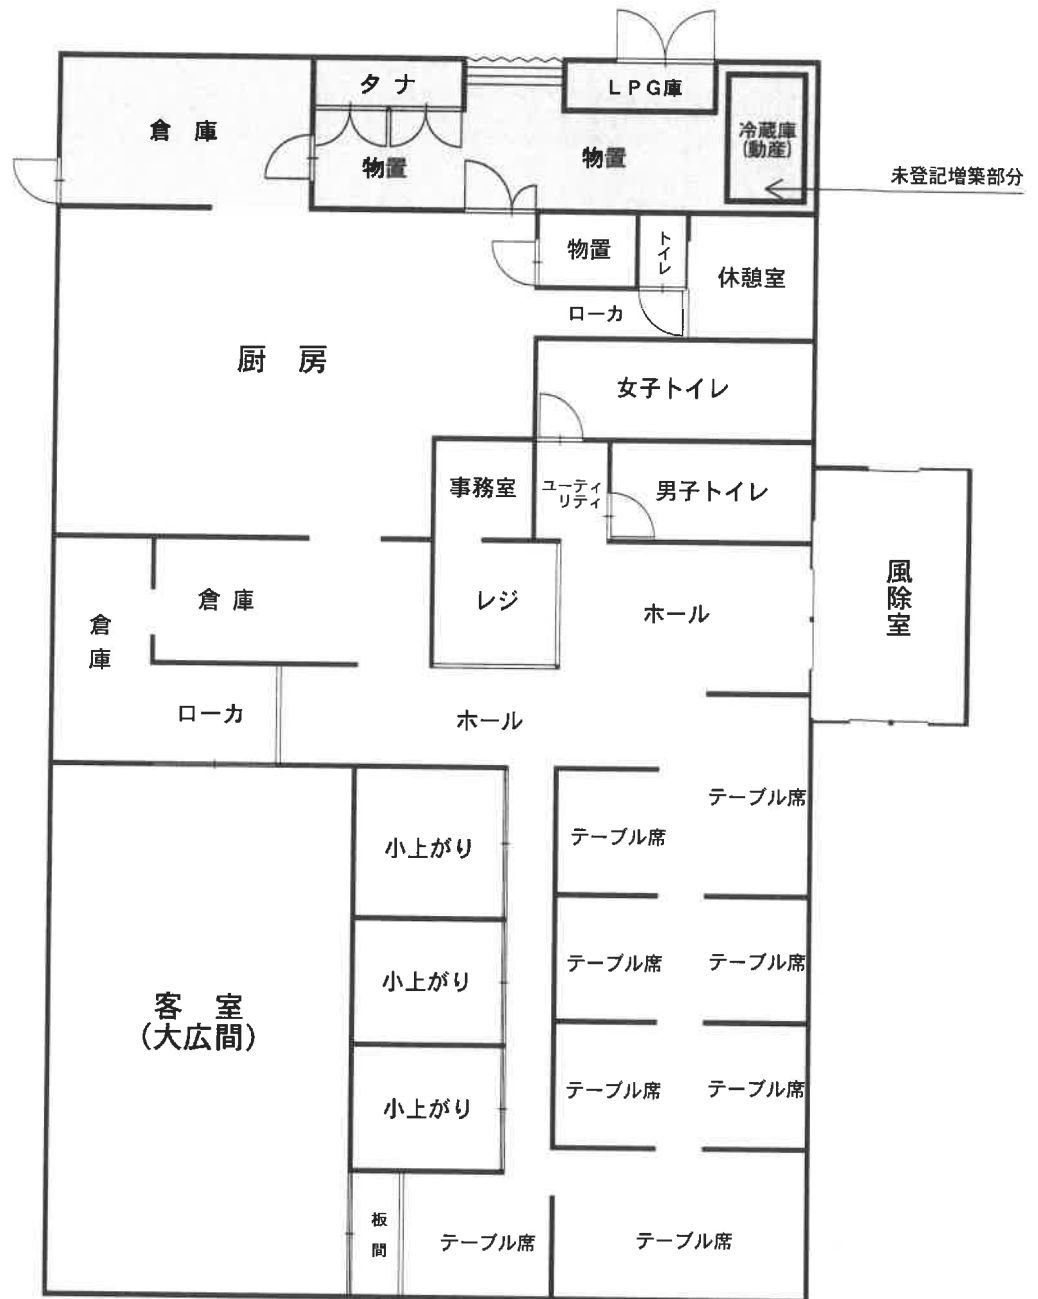 タナ
LPG庫
倉庫
物置
物置
冷蔵庫
(動産)
未登記増築部分
物置
トイレ
休憩室
ローカ
厨房
女子トイレ
事務室
ユーティ
リティ
男子トイレ
風除室
倉庫
倉庫
レジ
ホール
ローカ
ホール
テーブル席
テーブル席
小上がり
テーブル席
テーブル席
小上がり
客室
(大広間)
テーブル席
テーブル席
小上がり
板間
テーブル席
テーブル席